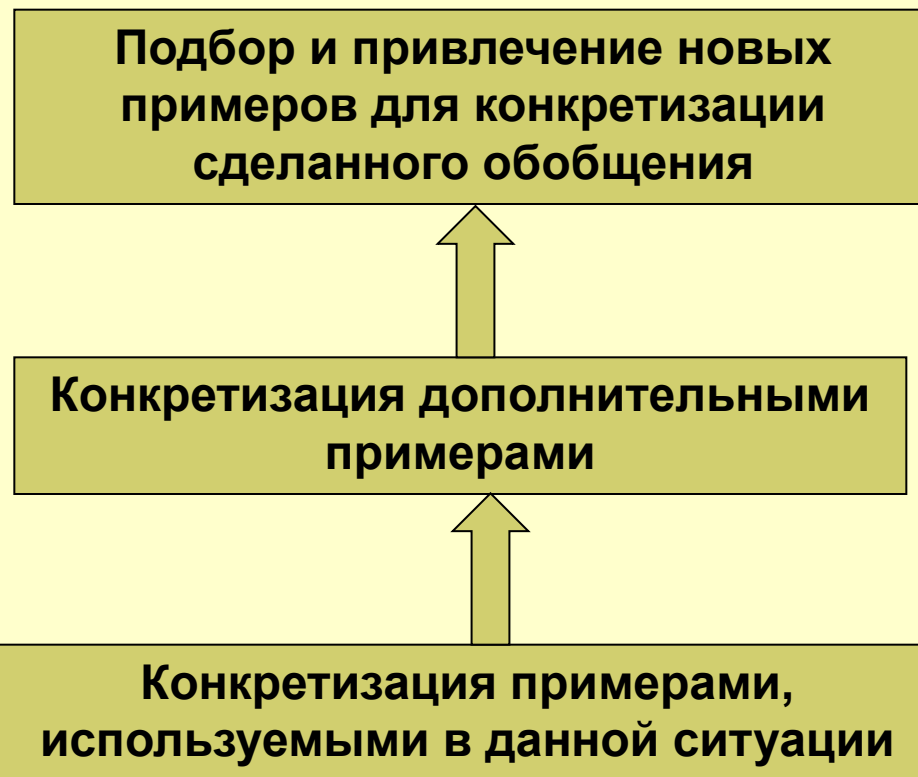 Подбор и привлечение новых
примеров для конкретизации
сделанного обобщения
Конкретизация дополнительными
примерами
Конкретизация примерами,
используемыми в данной ситуации